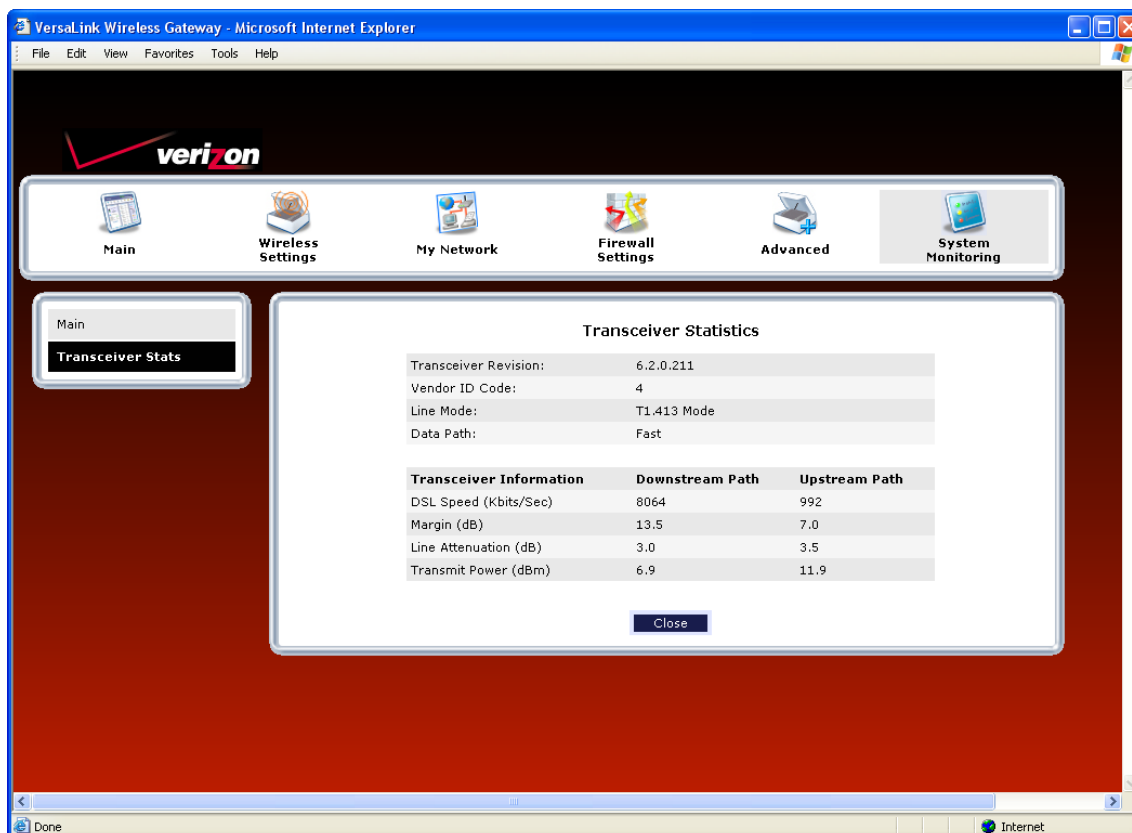 VersaLink Wireless Gateway - Microsoft Internet Explorer
File Edit View Favorites Tools Help
verizon
Main
Wireless Settings
My Network
Firewall Settings
Advanced
System Monitoring
Main
Transceiver Stats
Transceiver Statistics
Transceiver Revision: 6.2.0.211
Vendor ID Code: 4
Line Mode: T1.413 Mode
Data Path: Fast
Transceiver Information Downstream Path Upstream Path
DSL Speed (Kbits/Sec) 8064 992
Margin (dB) 13.5 7.0
Line Attenuation (dB) 3.0 3.5
Transmit Power (dBm) 6.9 11.9
Close
Done
Internet